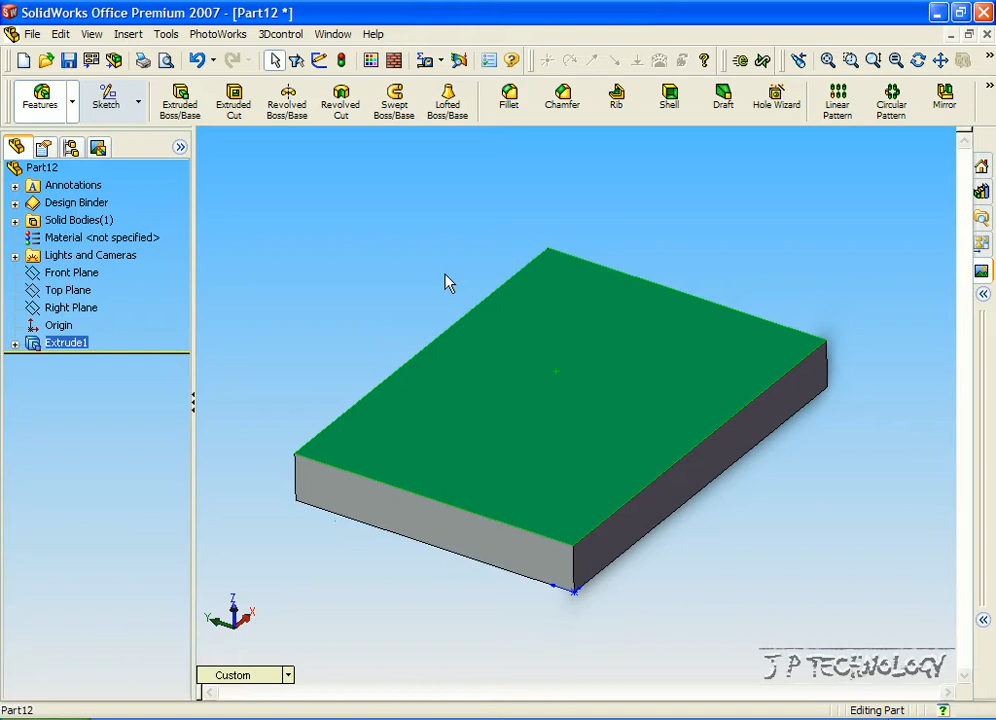 SolidWorks Office Premium 2007 - [Part12 *]
File Edit View Insert Tools PhotoWorks 3Dcontrol Window Help
Features Sketch Extruded Boss/Base Extruded Cut Revolved Boss/Base Revolved Cut Swept Boss/Base Lofted Boss/Base Fillet Chamfer Rib Shell Draft Hole Wizard Linear Pattern Circular Pattern Mirror
Part12
Annotations
Design Binder
Solid Bodies(1)
Material <not specified>
Lights and Cameras
Front Plane
Top Plane
Right Plane
Origin
Extrude1
Z
Y X
Custom
J P TECHNOLOGY
Part12 Editing Part